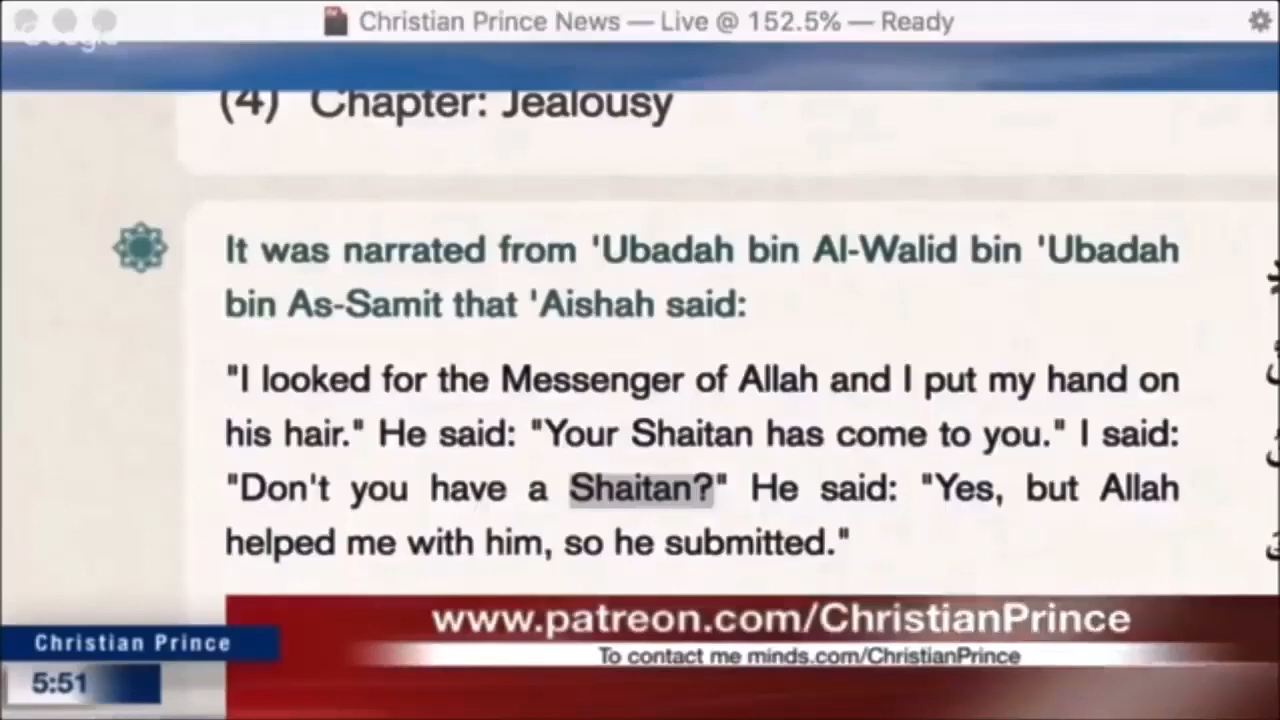 Christian Prince News — Live @ 152.5% — Ready
Google
(4) Chapter: Jealousy
It was narrated from 'Ubadah bin Al-Walid bin 'Ubadah
bin As-Samit that 'Aishah said:
"I looked for the Messenger of Allah and I put my hand on
his hair." He said: "Your Shaitan has come to you." I said:
"Don't you have a Shaitan?" He said: "Yes, but Allah
helped me with him, so he submitted."
www.patreon.com/ChristianPrince
Christian Prince
To contact me minds.com/ChristianPrince
5:51